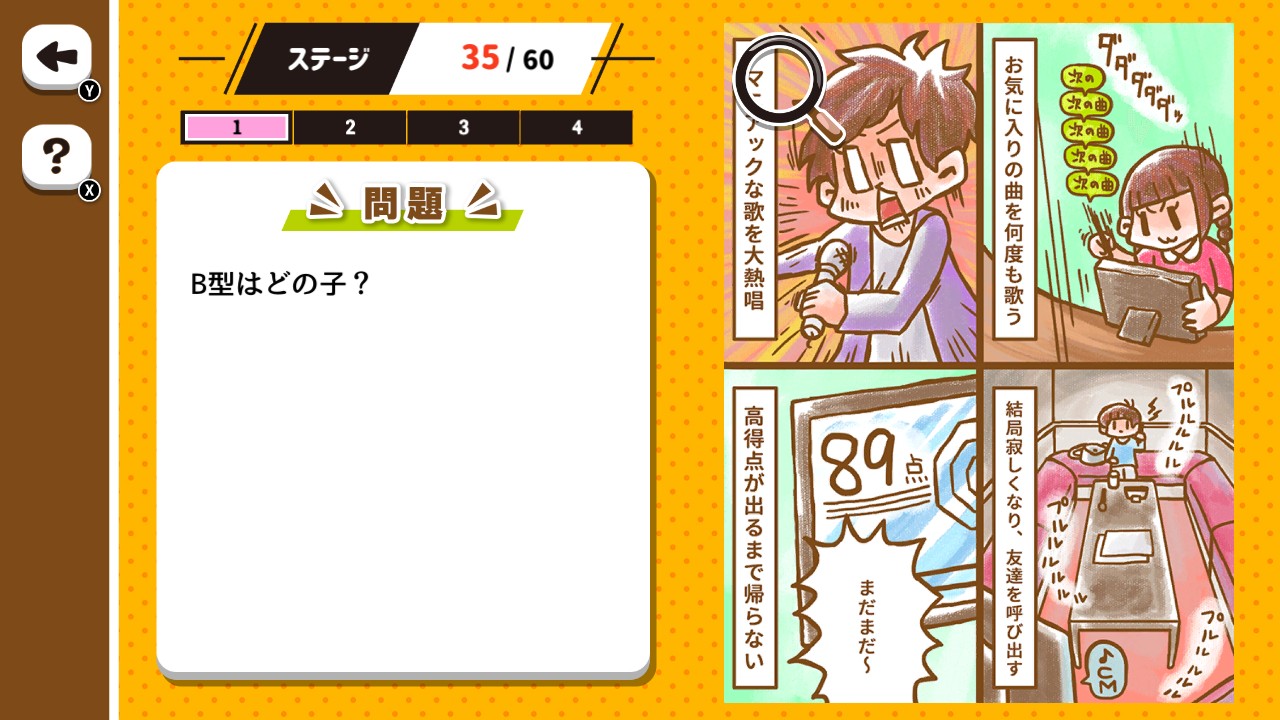 Y
X
ステージ
35 / 60
1 2 3 4
問題
B型はどの子？
マニアックな歌を大熱唱
お気に入りの曲を何度も歌う
ダダダダダッ
次の
次の曲
次の曲
次の曲
次の曲
高得点が出るまで帰らない
89点
まだまだ～
結局寂しくなり、友達を呼び出す
プルルルルル
プルルルルルル
プルルルル
♪CM